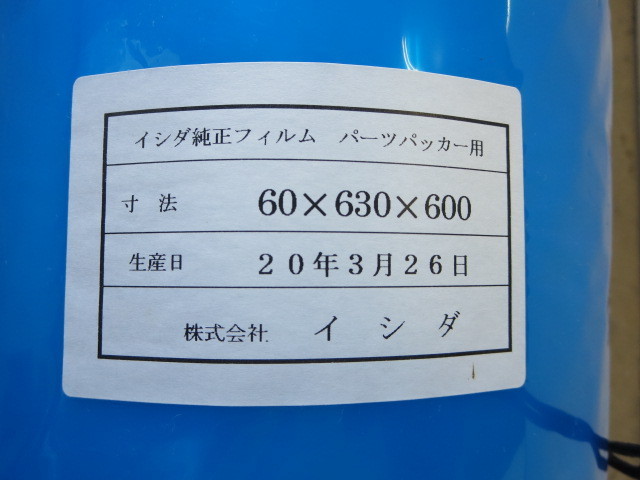 イシダ純正フィルム　パーツパッカー用
寸　法　60×630×600
生産日　２０年３月２６日
株式会社　イ　シ　ダ